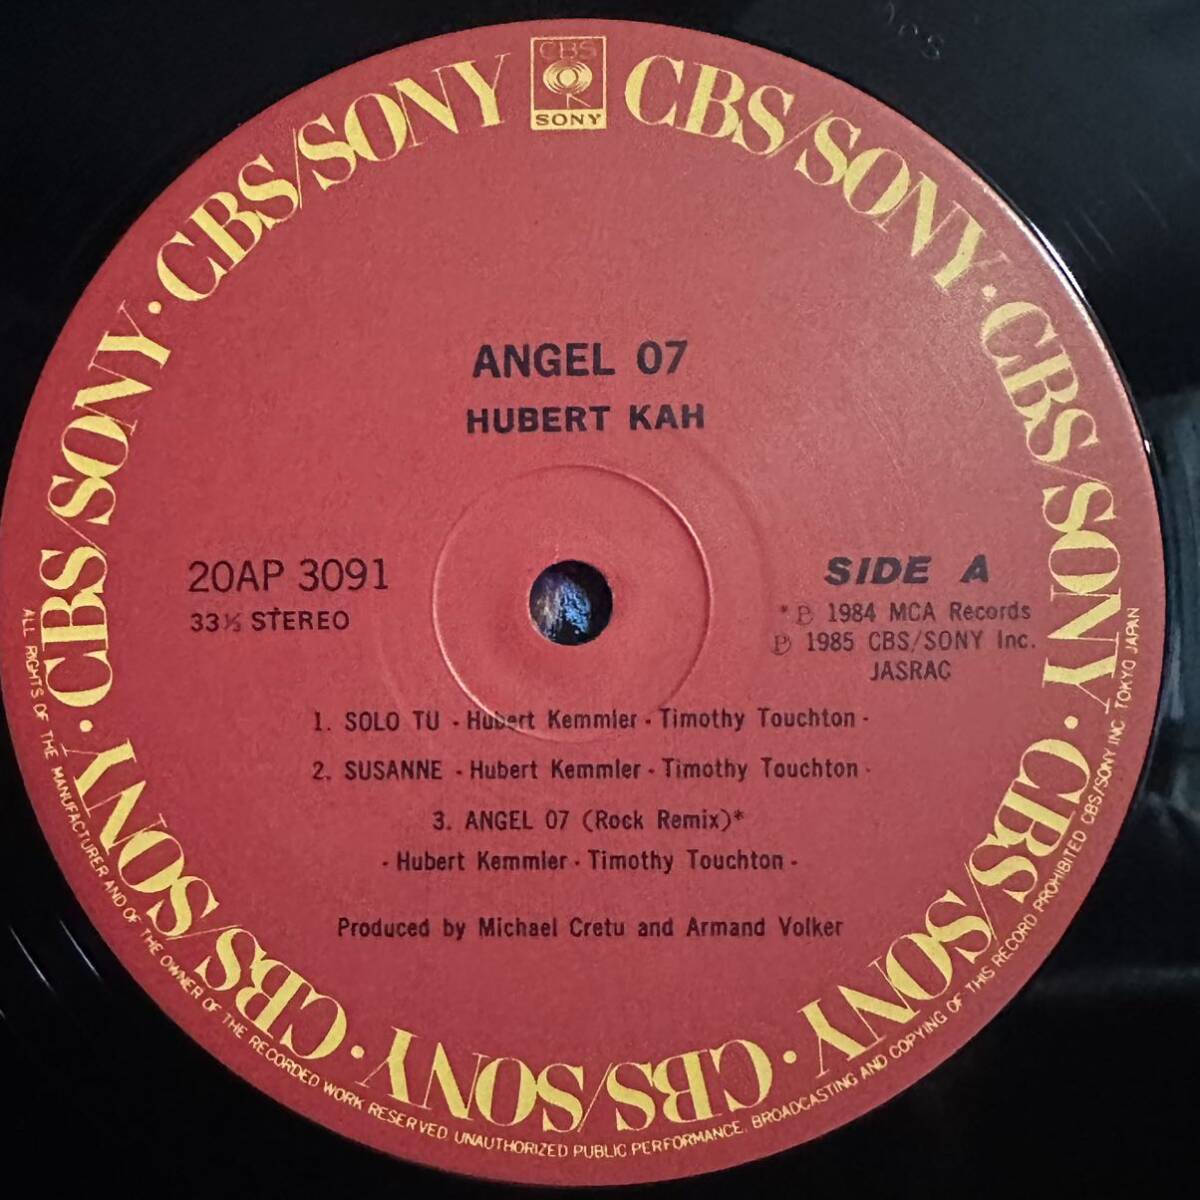 CBS
SONY
CBS/SONY · CBS/SONY · CBS/SONY · CBS/SONY · CBS/SONY · CBS/SONY · CBS/SONY · CBS/SONY
ANGEL 07
HUBERT KAH
20AP 3091
33⅓ STEREO
SIDE A
*Ⓟ 1984 MCA Records
Ⓟ 1985 CBS/SONY Inc.
JASRAC
1. SOLO TU - Hubert Kemmler - Timothy Touchton -
2. SUSANNE - Hubert Kemmler - Timothy Touchton -
3. ANGEL 07 (Rock Remix)*
- Hubert Kemmler - Timothy Touchton -
Produced by Michael Cretu and Armand Volker
ALL RIGHTS OF THE MANUFACTURER AND OF THE OWNER OF THE RECORDED WORK RESERVED. UNAUTHORIZED PUBLIC PERFORMANCE, BROADCASTING AND COPYING OF THIS RECORD PROHIBITED CBS/SONY INC TOKYO JAPAN